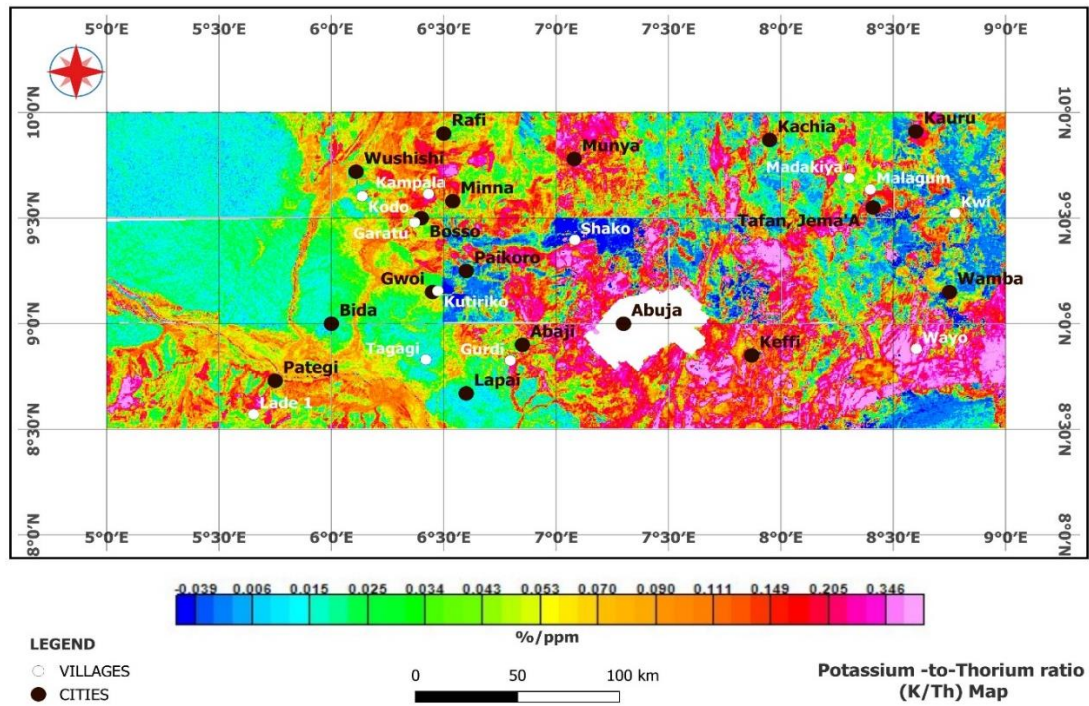 5°0'E 5°30'E 6°0'E 6°30'E 7°0'E 7°30'E 8°0'E 8°30'E 9°0'E
10°0'N 10°0'N
Rafi Kauru
Munya Kachia
Wushishi Madakiya
Kampala Malagum
Minna
Kodo Kwi
9°30'N 9°30'N
Tafan, Jema'A
Garatu Bosso Shako
Paikoro
Gwoi Wamba
Kutiriko
Bida Abuja
9°0'N 9°0'N
Abaji
Tagagi Gurdi Keffi Wayo
Pategi
Lapai
Lade 1
8°30'N 8°30'N
8°0'N 8°0'N
5°0'E 5°30'E 6°0'E 6°30'E 7°0'E 7°30'E 8°0'E 8°30'E 9°0'E
-0.039 0.006 0.015 0.025 0.034 0.043 0.053 0.070 0.090 0.111 0.149 0.205 0.346
%/ppm
LEGEND
VILLAGES
CITIES
0 50 100 km
Potassium -to-Thorium ratio
(K/Th) Map